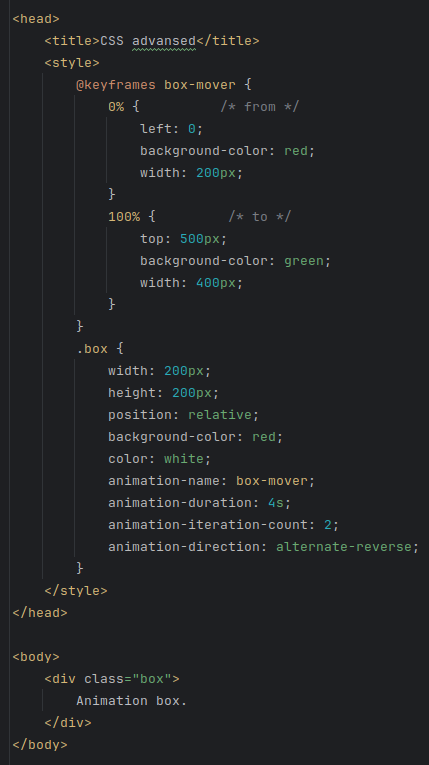 <head>
    <title>CSS advansed</title>
    <style>
        @keyframes box-mover {
            0% {          /* from */
                left: 0;
                background-color: red;
                width: 200px;
            }
            100% {         /* to */
                top: 500px;
                background-color: green;
                width: 400px;
            }
        }
        .box {
            width: 200px;
            height: 200px;
            position: relative;
            background-color: red;
            color: white;
            animation-name: box-mover;
            animation-duration: 4s;
            animation-iteration-count: 2;
            animation-direction: alternate-reverse;
        }
    </style>
</head>

<body>
    <div class="box">
        Animation box.
    </div>
</body>